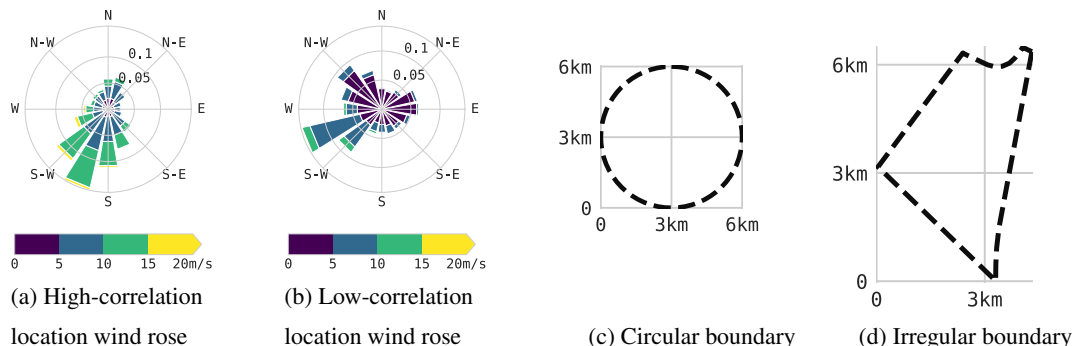 N
N-W
N-E
0.1
0.05
W
E
S-W
S-E
S
0 5 10 15 20m/s
(a) High-correlation
location wind rose
N
N-W
N-E
0.1
0.05
W
E
S-W
S-E
S
0 5 10 15 20m/s
(b) Low-correlation
location wind rose
6km
3km
0
0 3km 6km
(c) Circular boundary
6km
3km
0
0 3km
(d) Irregular boundary